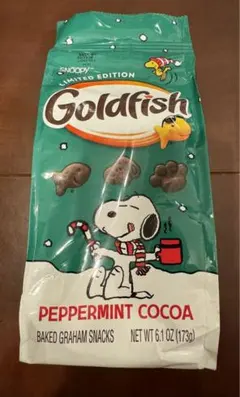 SNOOPY
LIMITED EDITION
Goldfish
PEPPERMINT COCOA
BAKED GRAHAM SNACKS NET WT 6.1 OZ (173g)